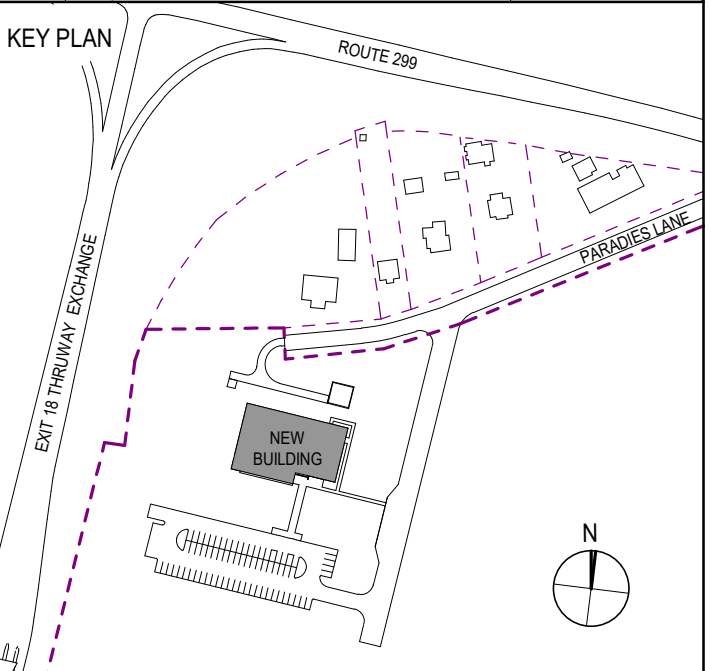 KEY PLAN
ROUTE 299
PARADIES LANE
EXIT 18 THRUWAY EXCHANGE
NEW
BUILDING
N